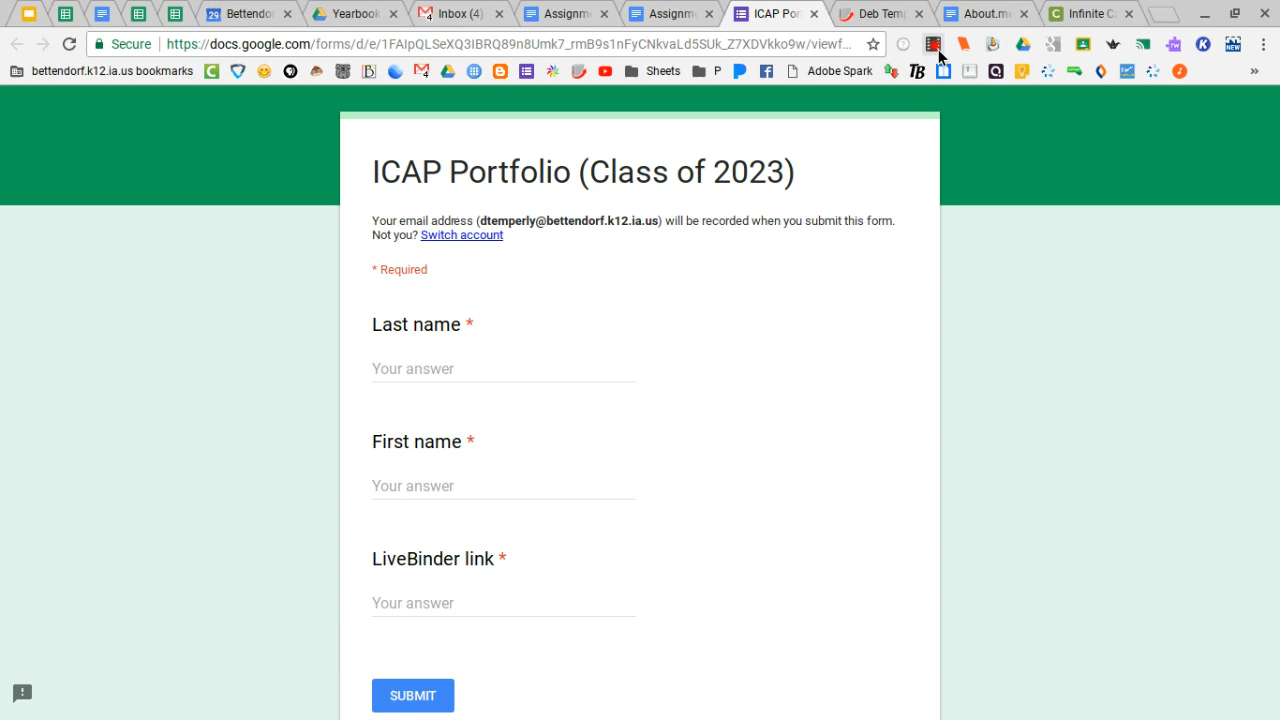 Bettendo
Yearbook
Inbox (4)
Assignm
Assignm
ICAP Por
Deb Temp
About.me
Infinite C
Secure
https://docs.google.com/forms/d/e/1FAIpQLSeXQ3IBRQ89n8Umk7_rmB9s1nFyCNkvaLd5SUk_Z7XDVkko9w/viewf...
bettendorf.k12.ia.us bookmarks
Sheets
P
Adobe Spark
TB
»
ICAP Portfolio (Class of 2023)
Your email address (dtemperly@bettendorf.k12.ia.us) will be recorded when you submit this form.
Not you? Switch account
* Required
Last name *
Your answer
First name *
Your answer
LiveBinder link *
Your answer
SUBMIT